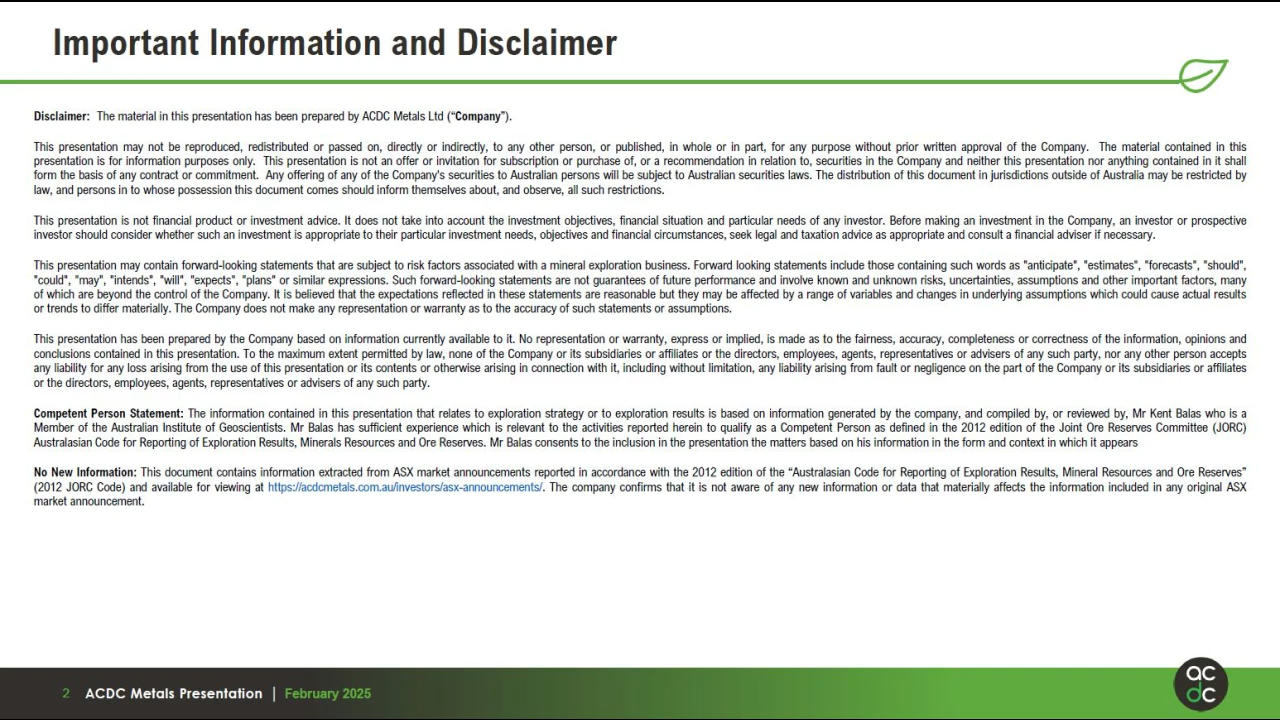 Important Information and Disclaimer
Disclaimer: The material in this presentation has been prepared by ACDC Metals Ltd (“Company”).
This presentation may not be reproduced, redistributed or passed on, directly or indirectly, to any other person, or published, in whole or in part, for any purpose without prior written approval of the Company. The material contained in this
presentation is for information purposes only. This presentation is not an offer or invitation for subscription or purchase of, or a recommendation in relation to, securities in the Company and neither this presentation nor anything contained in it shall
form the basis of any contract or commitment. Any offering of any of the Company's securities to Australian persons will be subject to Australian securities laws. The distribution of this document in jurisdictions outside of Australia may be restricted by
law, and persons in to whose possession this document comes should inform themselves about, and observe, all such restrictions.
This presentation is not financial product or investment advice. It does not take into account the investment objectives, financial situation and particular needs of any investor. Before making an investment in the Company, an investor or prospective
investor should consider whether such an investment is appropriate to their particular investment needs, objectives and financial circumstances, seek legal and taxation advice as appropriate and consult a financial adviser if necessary.
This presentation may contain forward-looking statements that are subject to risk factors associated with a mineral exploration business. Forward looking statements include those containing such words as "anticipate", "estimates", "forecasts", "should",
"could", "may", "intends", "will", "expects", "plans" or similar expressions. Such forward-looking statements are not guarantees of future performance and involve known and unknown risks, uncertainties, assumptions and other important factors, many
of which are beyond the control of the Company. It is believed that the expectations reflected in these statements are reasonable but they may be affected by a range of variables and changes in underlying assumptions which could cause actual results
or trends to differ materially. The Company does not make any representation or warranty as to the accuracy of such statements or assumptions.
This presentation has been prepared by the Company based on information currently available to it. No representation or warranty, express or implied, is made as to the fairness, accuracy, completeness or correctness of the information, opinions and
conclusions contained in this presentation. To the maximum extent permitted by law, none of the Company or its subsidiaries or affiliates or the directors, employees, agents, representatives or advisers of any such party, nor any other person accepts
any liability for any loss arising from the use of this presentation or its contents or otherwise arising in connection with it, including without limitation, any liability arising from fault or negligence on the part of the Company or its subsidiaries or affiliates
or the directors, employees, agents, representatives or advisers of any such party.
Competent Person Statement: The information contained in this presentation that relates to exploration strategy or to exploration results is based on information generated by the company, and compiled by, or reviewed by, Mr Kent Balas who is a
Member of the Australian Institute of Geoscientists. Mr Balas has sufficient experience which is relevant to the activities reported herein to qualify as a Competent Person as defined in the 2012 edition of the Joint Ore Reserves Committee (JORC)
Australasian Code for Reporting of Exploration Results, Minerals Resources and Ore Reserves. Mr Balas consents to the inclusion in the presentation the matters based on his information in the form and context in which it appears
No New Information: This document contains information extracted from ASX market announcements reported in accordance with the 2012 edition of the “Australasian Code for Reporting of Exploration Results, Mineral Resources and Ore Reserves”
(2012 JORC Code) and available for viewing at https://acdcmetals.com.au/investors/asx-announcements/. The company confirms that it is not aware of any new information or data that materially affects the information included in any original ASX
market announcement.
2 ACDC Metals Presentation | February 2025
ac
dc